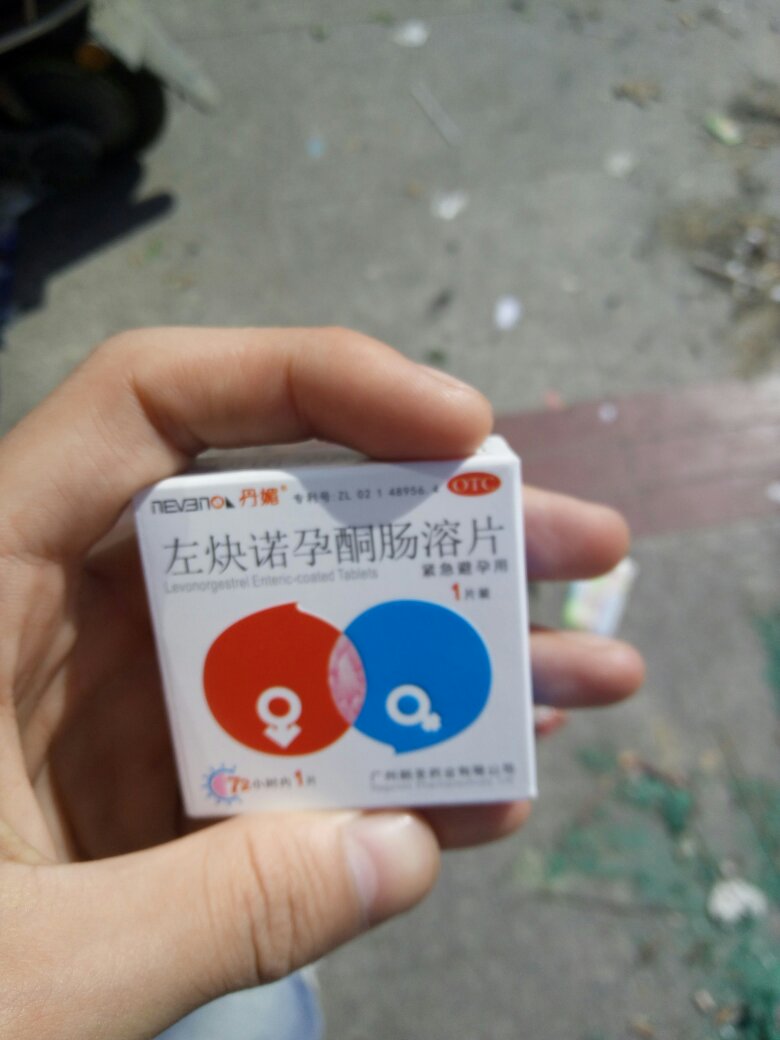 NEVENOL 丹媚® 专利号 ZL 02 1 48956.4 OTC
左炔诺孕酮肠溶片
Levonorgestrel Enteric-coated Tablets 紧急避孕用
1片装
72小时内1片
广州朗圣药业有限公司